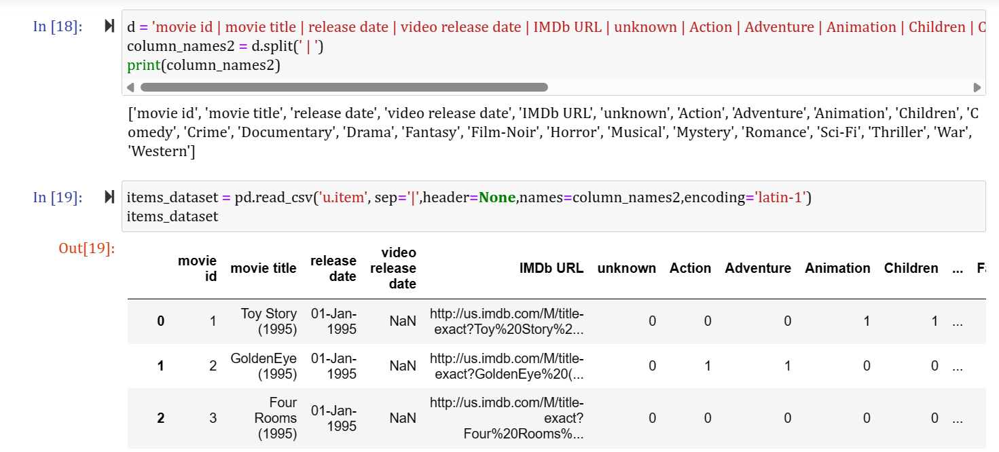 In [18]:
d = 'movie id | movie title | release date | video release date | IMDb URL | unknown | Action | Adventure | Animation | Children | C
column_names2 = d.split(' | ')
print(column_names2)
['movie id', 'movie title', 'release date', 'video release date', 'IMDb URL', 'unknown', 'Action', 'Adventure', 'Animation', 'Children', 'C
omedy', 'Crime', 'Documentary', 'Drama', 'Fantasy', 'Film-Noir', 'Horror', 'Musical', 'Mystery', 'Romance', 'Sci-Fi', 'Thriller', 'War',
'Western']
In [19]:
items_dataset = pd.read_csv('u.item', sep='|',header=None,names=column_names2,encoding='latin-1')
items_dataset
Out[19]:
movie id movie title release date video release date IMDb URL unknown Action Adventure Animation Children ...
0 1 Toy Story (1995) 01-Jan-1995 NaN http://us.imdb.com/M/title-exact?Toy%20Story%2... 0 0 0 1 1 ...
1 2 GoldenEye (1995) 01-Jan-1995 NaN http://us.imdb.com/M/title-exact?GoldenEye%20(... 0 1 1 0 0 ...
2 3 Four Rooms (1995) 01-Jan-1995 NaN http://us.imdb.com/M/title-exact?Four%20Rooms%... 0 0 0 0 0 ...